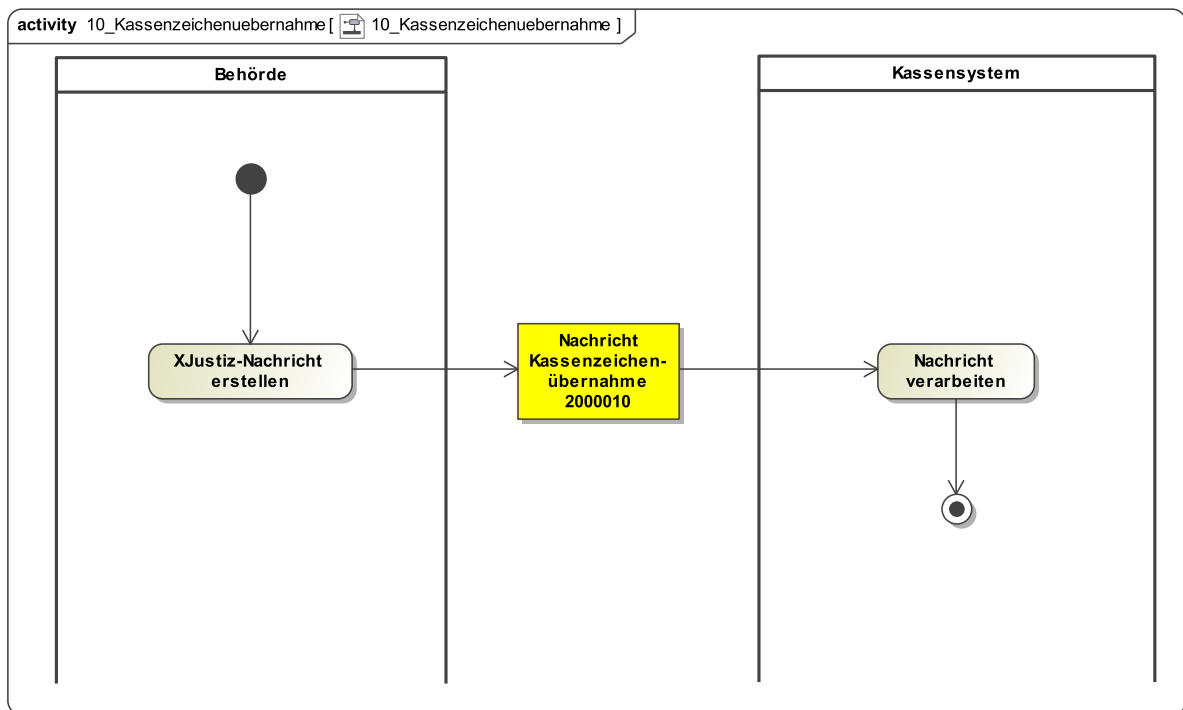 activity 10_Kassenzeichenuebernahme [ 10_Kassenzeichenuebernahme ]
Behörde
Kassensystem
XJustiz-Nachricht
erstellen
Nachricht
Kassenzeichen-
übernahme
2000010
Nachricht
verarbeiten